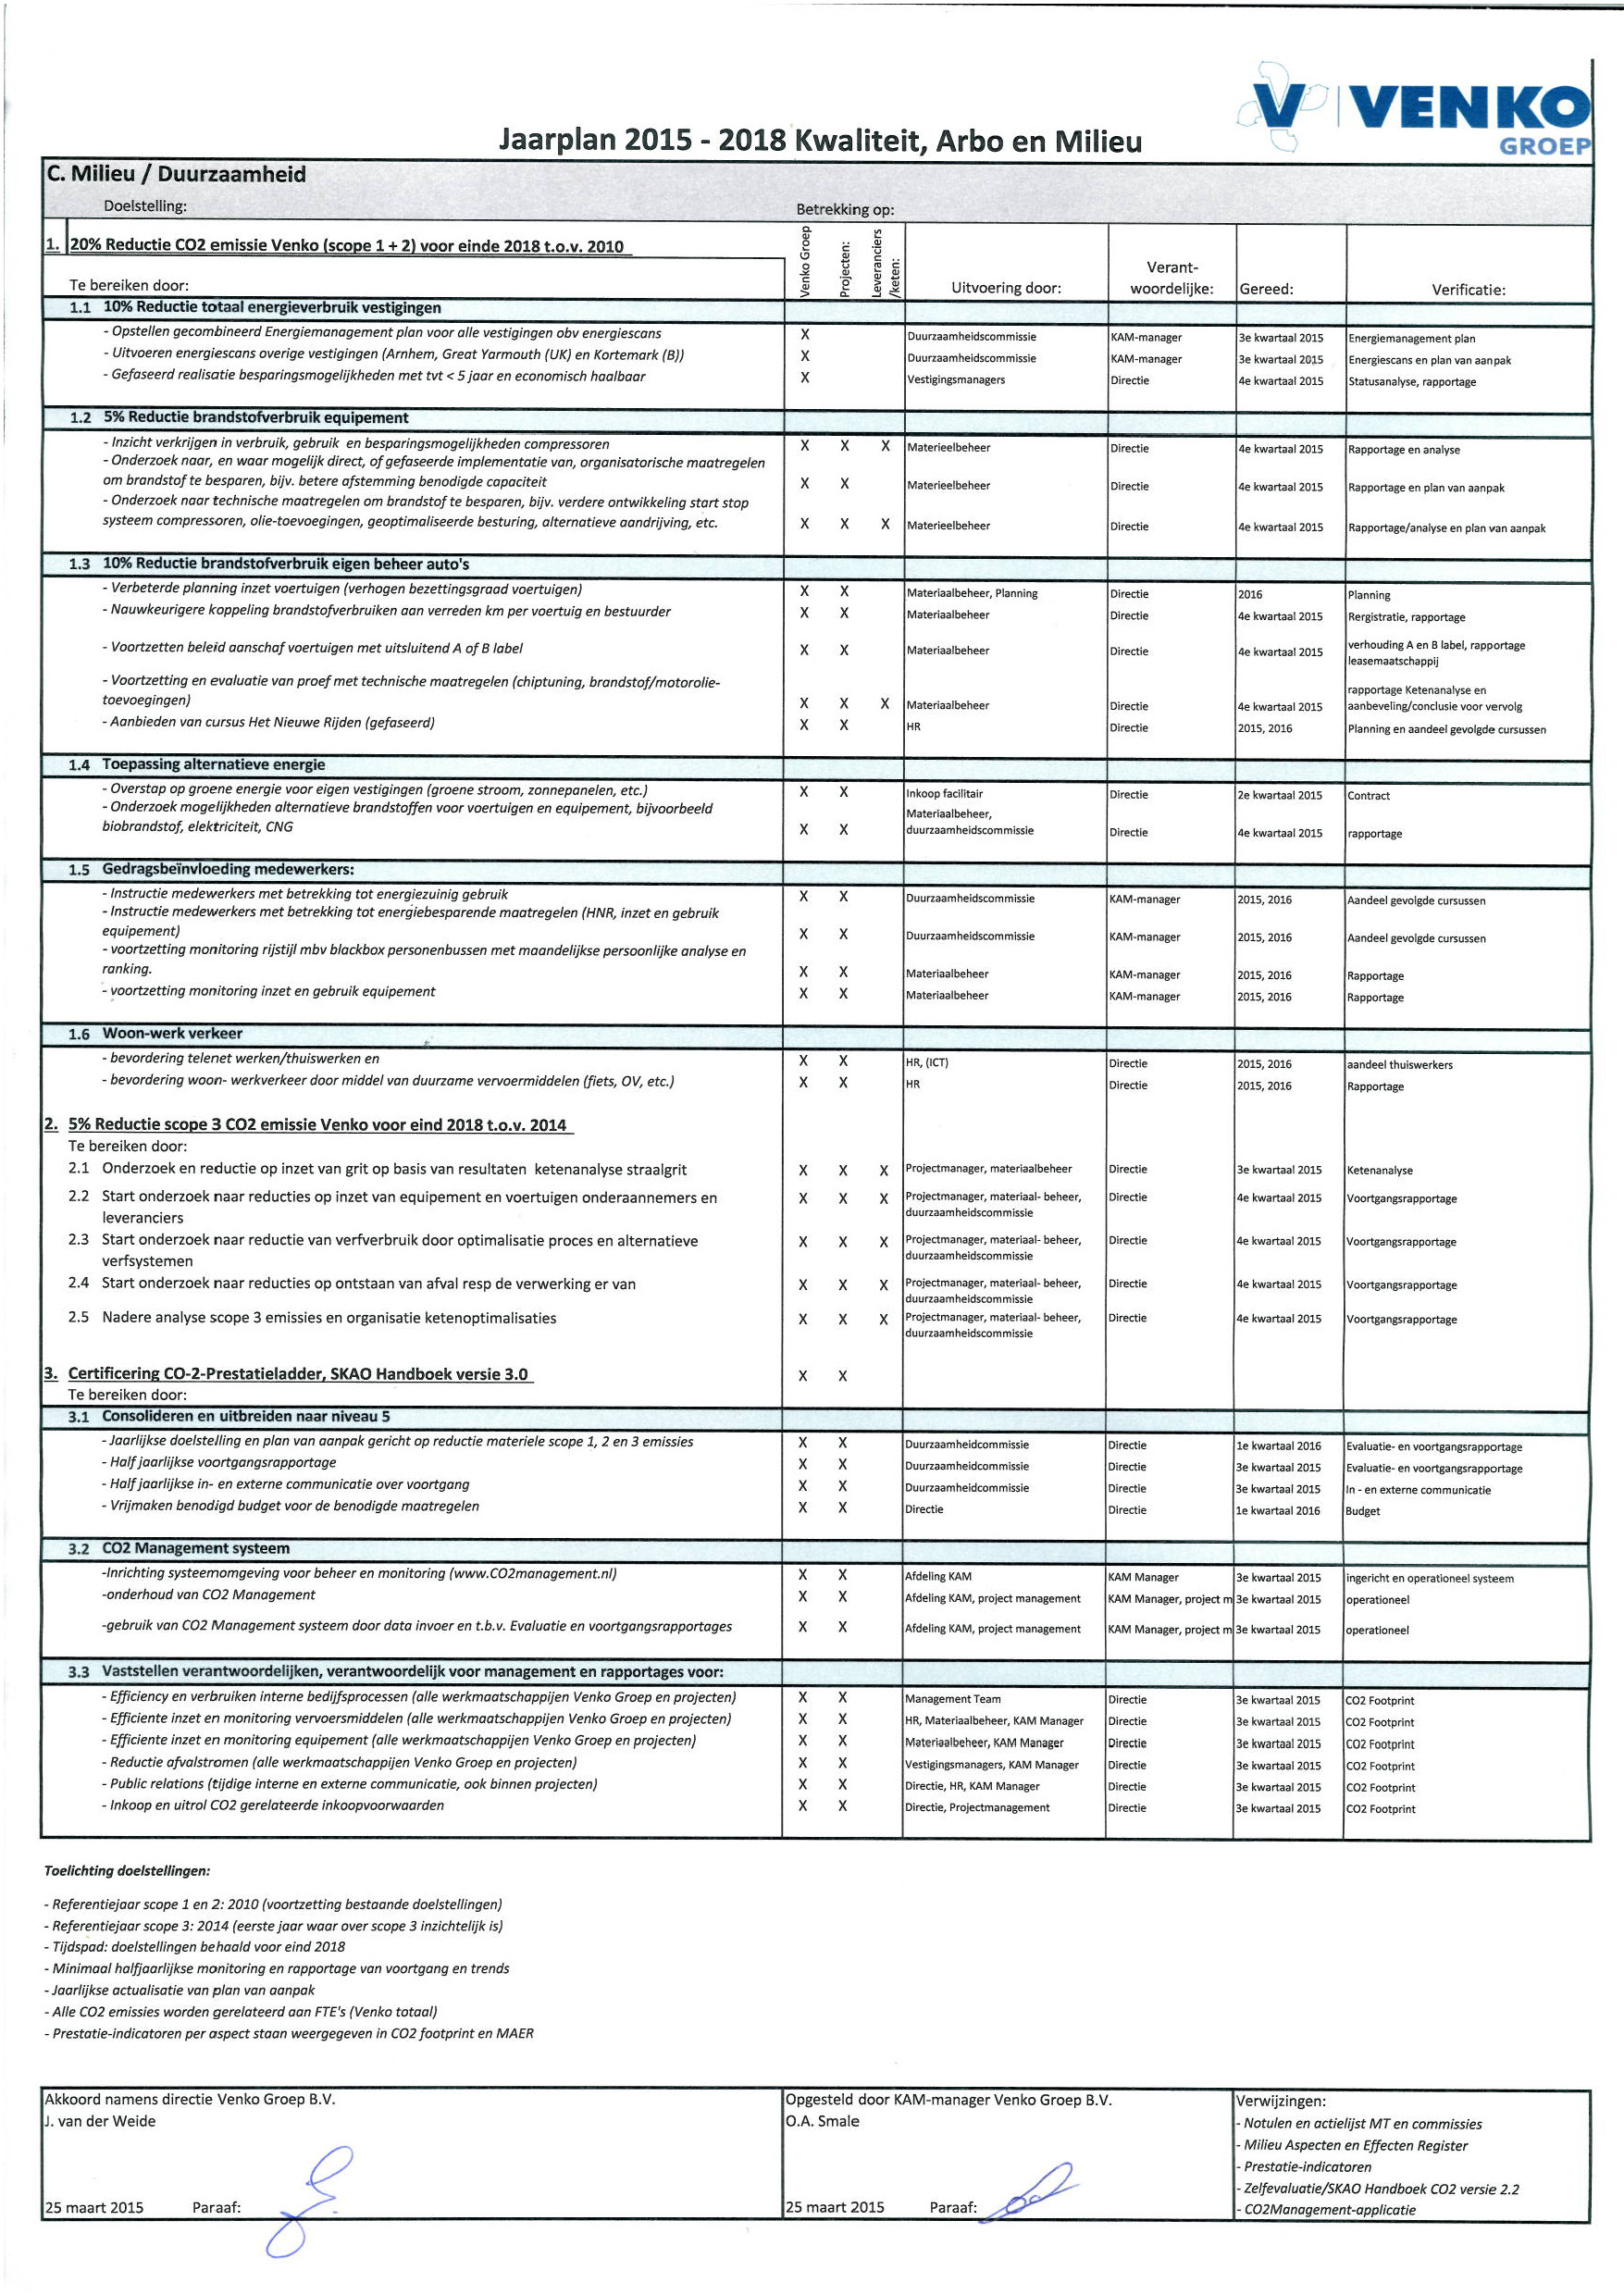 V | VENKO
GROEP
Jaarplan 2015 - 2018 Kwaliteit, Arbo en Milieu
C. Milieu / Duurzaamheid
Doelstelling:
Betrekking op:
1. 20% Reductie CO2 emissie Venko (scope 1 + 2) voor einde 2018 t.o.v. 2010
Te bereiken door:
Venko Groep
Projecten:
Leveranciers /keten:
Uitvoering door:
Verant-
woordelijke:
Gereed:
Verificatie:
1.1 10% Reductie totaal energieverbruik vestigingen
- Opstellen gecombineerd Energiemanagement plan voor alle vestigingen obv energiescans X Duurzaamheidscommissie KAM-manager 3e kwartaal 2015 Energiemanagement plan
- Uitvoeren energiescans overige vestigingen (Arnhem, Great Yarmouth (UK) en Kortemark (B)) X Duurzaamheidscommissie KAM-manager 3e kwartaal 2015 Energiescans en plan van aanpak
- Gefaseerd realisatie besparingsmogelijkheden met tvt < 5 jaar en economisch haalbaar X Vestigingsmanagers Directie 4e kwartaal 2015 Statusanalyse, rapportage
1.2 5% Reductie brandstofverbruik equipement
- Inzicht verkrijgen in verbruik, gebruik en besparingsmogelijkheden compressoren X X X Materieelbeheer Directie 4e kwartaal 2015 Rapportage en analyse
- Onderzoek naar, en waar mogelijk direct, of gefaseerde implementatie van, organisatorische maatregelen
om brandstof te besparen, bijv. betere afstemming benodigde capaciteit X X Materieelbeheer Directie 4e kwartaal 2015 Rapportage en plan van aanpak
- Onderzoek naar technische maatregelen om brandstof te besparen, bijv. verdere ontwikkeling start stop
systeem compressoren, olie-toevoegingen, geoptimaliseerde besturing, alternatieve aandrijving, etc. X X X Materieelbeheer Directie 4e kwartaal 2015 Rapportage/analyse en plan van aanpak
1.3 10% Reductie brandstofverbruik eigen beheer auto's
- Verbeterde planning inzet voertuigen (verhogen bezettingsgraad voertuigen) X X Materiaalbeheer, Planning Directie 2016 Planning
- Nauwkeurigere koppeling brandstofverbruiken aan verreden km per voertuig en bestuurder X X Materiaalbeheer Directie 4e kwartaal 2015 Rergistratie, rapportage
- Voortzetten beleid aanschaf voertuigen met uitsluitend A of B label X X Materiaalbeheer Directie 4e kwartaal 2015 verhouding A en B label, rapportage
leasemaatschappij
- Voortzetting en evaluatie van proef met technische maatregelen (chiptuning, brandstof/motorolie- rapportage Ketenanalyse en
toevoegingen) X X X Materiaalbeheer Directie 4e kwartaal 2015 aanbeveling/conclusie voor vervolg
- Aanbieden van cursus Het Nieuwe Rijden (gefaseerd) X X HR Directie 2015, 2016 Planning en aandeel gevolgde cursussen
1.4 Toepassing alternatieve energie
- Overstap op groene energie voor eigen vestigingen (groene stroom, zonnepanelen, etc.) X X Inkoop facilitair Directie 2e kwartaal 2015 Contract
- Onderzoek mogelijkheden alternatieve brandstoffen voor voertuigen en equipement, bijvoorbeeld Materiaalbeheer,
biobrandstof, elektriciteit, CNG X X duurzaamheidscommissie Directie 4e kwartaal 2015 rapportage
1.5 Gedragsbeïnvloeding medewerkers:
- Instructie medewerkers met betrekking tot energiezuinig gebruik X X Duurzaamheidscommissie KAM-manager 2015, 2016 Aandeel gevolgde cursussen
- Instructie medewerkers met betrekking tot energiebesparende maatregelen (HNR, inzet en gebruik
equipement) X X Duurzaamheidscommissie KAM-manager 2015, 2016 Aandeel gevolgde cursussen
- voortzetting monitoring rijstijl mbv blackbox personenbussen met maandelijkse persoonlijke analyse en
ranking. X X Materiaalbeheer KAM-manager 2015, 2016 Rapportage
- voortzetting monitoring inzet en gebruik equipement X X Materiaalbeheer KAM-manager 2015, 2016 Rapportage
1.6 Woon-werk verkeer
- bevordering telenet werken/thuiswerken en X X HR, (ICT) Directie 2015, 2016 aandeel thuiswerkers
- bevordering woon- werkverkeer door middel van duurzame vervoermiddelen (fiets, OV, etc.) X X HR Directie 2015, 2016 Rapportage
2. 5% Reductie scope 3 CO2 emissie Venko voor eind 2018 t.o.v. 2014
Te bereiken door:
2.1 Onderzoek en reductie op inzet van grit op basis van resultaten ketenanalyse straalgrit X X X Projectmanager, materiaalbeheer Directie 3e kwartaal 2015 Ketenanalyse
2.2 Start onderzoek naar reducties op inzet van equipement en voertuigen onderaannemers en X X X Projectmanager, materiaal- beheer, Directie 4e kwartaal 2015 Voortgangsrapportage
leveranciers duurzaamheidscommissie
2.3 Start onderzoek naar reductie van verfverbruik door optimalisatie proces en alternatieve X X X Projectmanager, materiaal- beheer, Directie 4e kwartaal 2015 Voortgangsrapportage
verfsystemen duurzaamheidscommissie
2.4 Start onderzoek naar reducties op ontstaan van afval resp de verwerking er van X X X Projectmanager, materiaal- beheer, Directie 4e kwartaal 2015 Voortgangsrapportage
duurzaamheidscommissie
2.5 Nadere analyse scope 3 emissies en organisatie ketenoptimalisaties X X X Projectmanager, materiaal- beheer, Directie 4e kwartaal 2015 Voortgangsrapportage
duurzaamheidscommissie
3. Certificering CO-2-Prestatieladder, SKAO Handboek versie 3.0 X X
Te bereiken door:
3.1 Consolideren en uitbreiden naar niveau 5
- Jaarlijkse doelstelling en plan van aanpak gericht op reductie materiele scope 1, 2 en 3 emissies X X Duurzaamheidcommissie Directie 1e kwartaal 2016 Evaluatie- en voortgangsrapportage
- Half jaarlijkse voortgangsrapportage X X Duurzaamheidcommissie Directie 3e kwartaal 2015 Evaluatie- en voortgangsrapportage
- Half jaarlijkse in- en externe communicatie over voortgang X X Duurzaamheidcommissie Directie 3e kwartaal 2015 In - en externe communicatie
- Vrijmaken benodigd budget voor de benodigde maatregelen X X Directie Directie 1e kwartaal 2016 Budget
3.2 CO2 Management systeem
-Inrichting systeemomgeving voor beheer en monitoring (www.CO2management.nl) X X Afdeling KAM KAM Manager 3e kwartaal 2015 ingericht en operationeel systeem
-onderhoud van CO2 Management X X Afdeling KAM, project management KAM Manager, project m 3e kwartaal 2015 operationeel
-gebruik van CO2 Management systeem door data invoer en t.b.v. Evaluatie en voortgangsrapportages X X Afdeling KAM, project management KAM Manager, project m 3e kwartaal 2015 operationeel
3.3 Vaststellen verantwoordelijken, verantwoordelijk voor management en rapportages voor:
- Efficiency en verbruiken interne bedijfsprocessen (alle werkmaatschappijen Venko Groep en projecten) X X Management Team Directie 3e kwartaal 2015 CO2 Footprint
- Efficiente inzet en monitoring vervoersmiddelen (alle werkmaatschappijen Venko Groep en projecten) X X HR, Materiaalbeheer, KAM Manager Directie 3e kwartaal 2015 CO2 Footprint
- Efficiente inzet en monitoring equipement (alle werkmaatschappijen Venko Groep en projecten) X X Materiaalbeheer, KAM Manager Directie 3e kwartaal 2015 CO2 Footprint
- Reductie afvalstromen (alle werkmaatschappijen Venko Groep en projecten) X X Vestigingsmanagers, KAM Manager Directie 3e kwartaal 2015 CO2 Footprint
- Public relations (tijdige interne en externe communicatie, ook binnen projecten) X X Directie, HR, KAM Manager Directie 3e kwartaal 2015 CO2 Footprint
- Inkoop en uitrol CO2 gerelateerde inkoopvoorwaarden X X Directie, Projectmanagement Directie 3e kwartaal 2015 CO2 Footprint
Toelichting doelstellingen:
- Referentiejaar scope 1 en 2: 2010 (voortzetting bestaande doelstellingen)
- Referentiejaar scope 3: 2014 (eerste jaar waar over scope 3 inzichtelijk is)
- Tijdspad: doelstellingen behaald voor eind 2018
- Minimaal halfjaarlijkse monitoring en rapportage van voortgang en trends
- Jaarlijkse actualisatie van plan van aanpak
- Alle CO2 emissies worden gerelateerd aan FTE's (Venko totaal)
- Prestatie-indicatoren per aspect staan weergegeven in CO2 footprint en MAER
Akkoord namens directie Venko Groep B.V.
J. van der Weide
25 maart 2015 Paraaf:
Opgesteld door KAM-manager Venko Groep B.V.
O.A. Smale
25 maart 2015 Paraaf:
Verwijzingen:
- Notulen en actielijst MT en commissies
- Milieu Aspecten en Effecten Register
- Prestatie-indicatoren
- Zelfevaluatie/SKAO Handboek CO2 versie 2.2
- CO2Management-applicatie